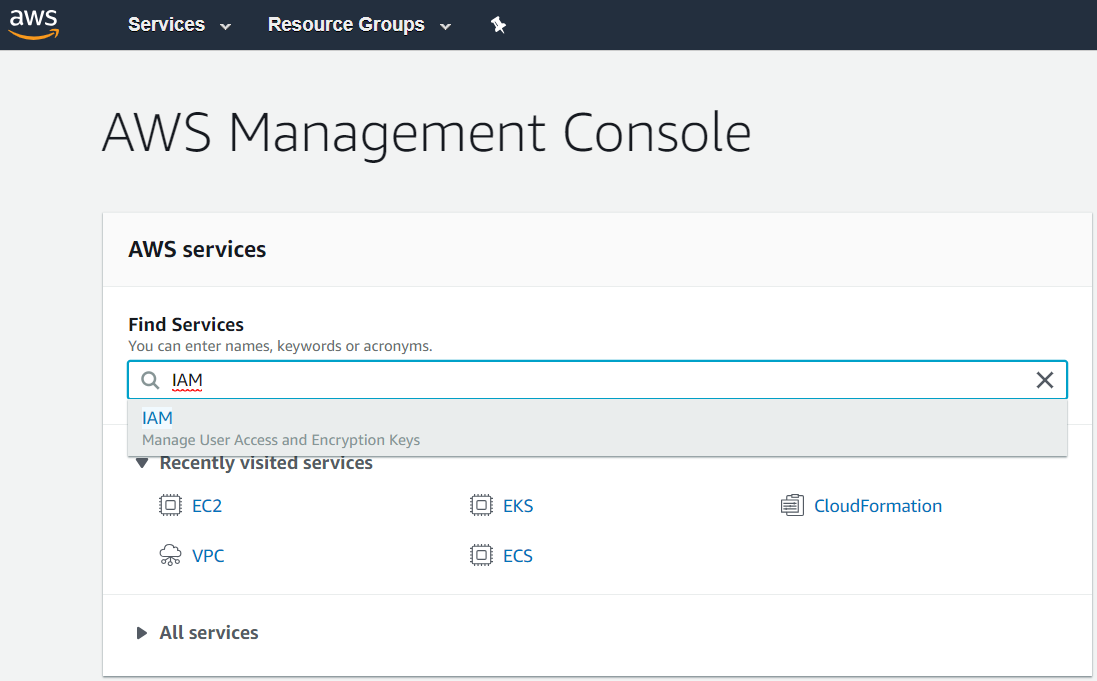 aws Services Resource Groups
AWS Management Console
AWS services
Find Services
You can enter names, keywords or acronyms.
IAM
IAM
Manage User Access and Encryption Keys
Recently visited services
EC2 EKS CloudFormation
VPC ECS
All services